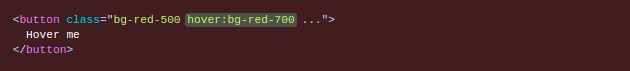 <button class="bg-red-500 hover:bg-red-700 ...">
  Hover me
</button>